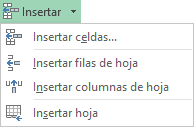 Insertar
Insertar celdas...
Insertar filas de hoja
Insertar columnas de hoja
Insertar hoja